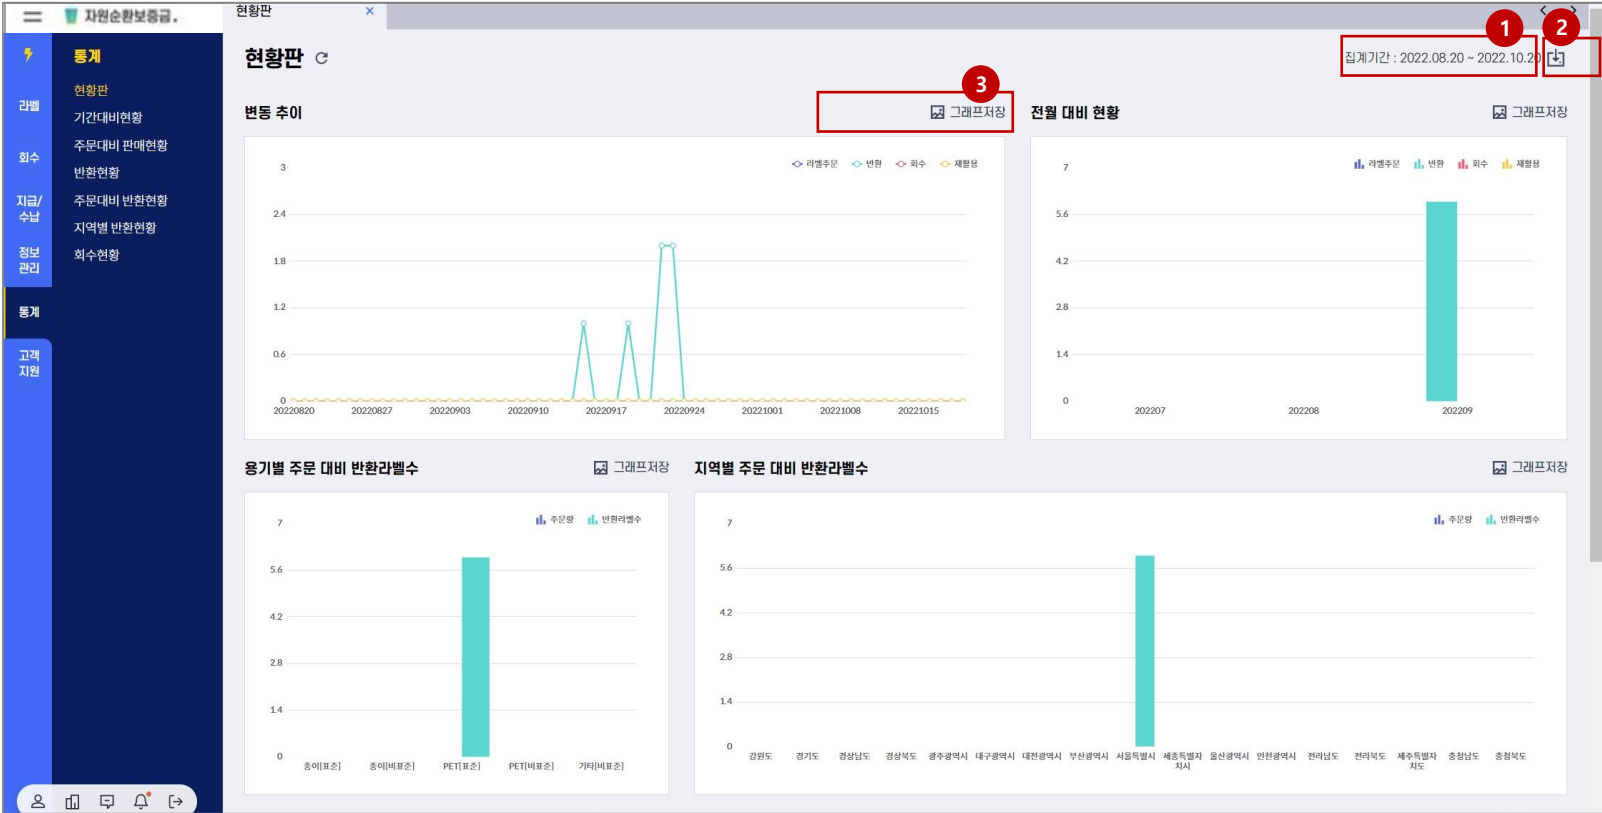 자원순환보증금.
현황판 ×
1
2
통계
현황판
기간대비현황
주문대비 판매현황
반환현황
주문대비 반환현황
지역별 반환현황
회수현황
라벨
회수
지급/
수납
정보
관리
통계
고객
지원
현황판
집계기간 : 2022.08.20 ~ 2022.10.20
3
변동 추이
그래프저장
라벨주문 반환 회수 재활용
3
2.4
1.8
1.2
0.6
0
20220820 20220827 20220903 20220910 20220917 20220924 20221001 20221008 20221015
전월 대비 현황
그래프저장
라벨주문 반환 회수 재활용
7
5.6
4.2
2.8
1.4
0
202207 202208 202209
용기별 주문 대비 반환라벨수
그래프저장
주문량 반환라벨수
7
5.6
4.2
2.8
1.4
0
종이[표준] 종이[비표준] PET[표준] PET[비표준] 기타[비표준]
지역별 주문 대비 반환라벨수
그래프저장
주문량 반환라벨수
7
5.6
4.2
2.8
1.4
0
강원도 경기도 경상남도 경상북도 광주광역시 대구광역시 대전광역시 부산광역시 서울특별시 세종특별자 울산광역시 인천광역시 전라남도 전라북도 제주특별자 충청남도 충청북도
치시 치도